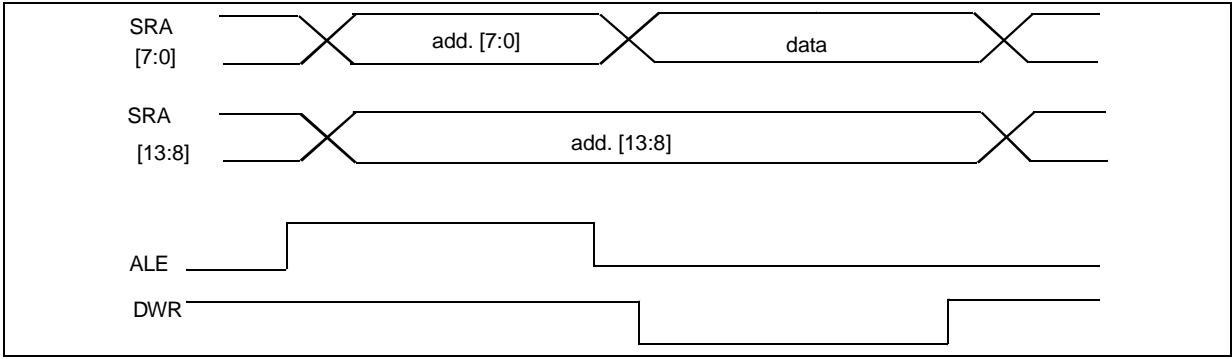 SRA
[7:0]
add. [7:0]
data
SRA
[13:8]
add. [13:8]
ALE
DWR